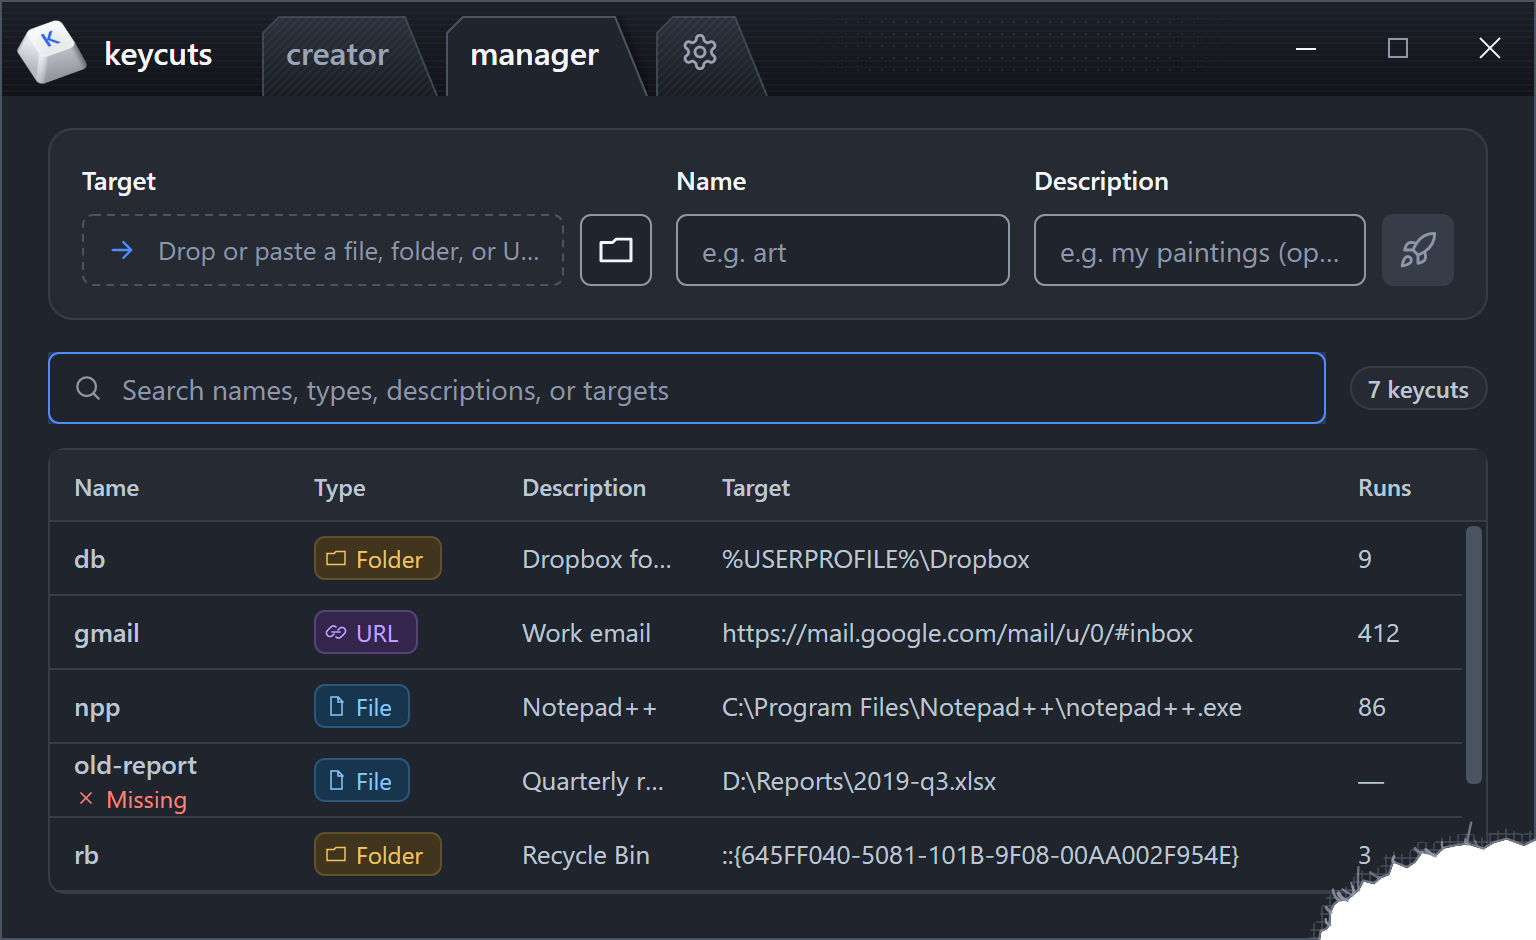 K
keycuts
creator
manager
Target
Name
Description
Drop or paste a file, folder, or U...
e.g. art
e.g. my paintings (op...
Search names, types, descriptions, or targets
7 keycuts
Name Type Description Target Runs
db Folder Dropbox fo... %USERPROFILE%\Dropbox 9
gmail URL Work email https://mail.google.com/mail/u/0/#inbox 412
npp File Notepad++ C:\Program Files\Notepad++\notepad++.exe 86
old-report File Quarterly r... D:\Reports\2019-q3.xlsx —
× Missing
rb Folder Recycle Bin ::{645FF040-5081-101B-9F08-00AA002F954E} 3